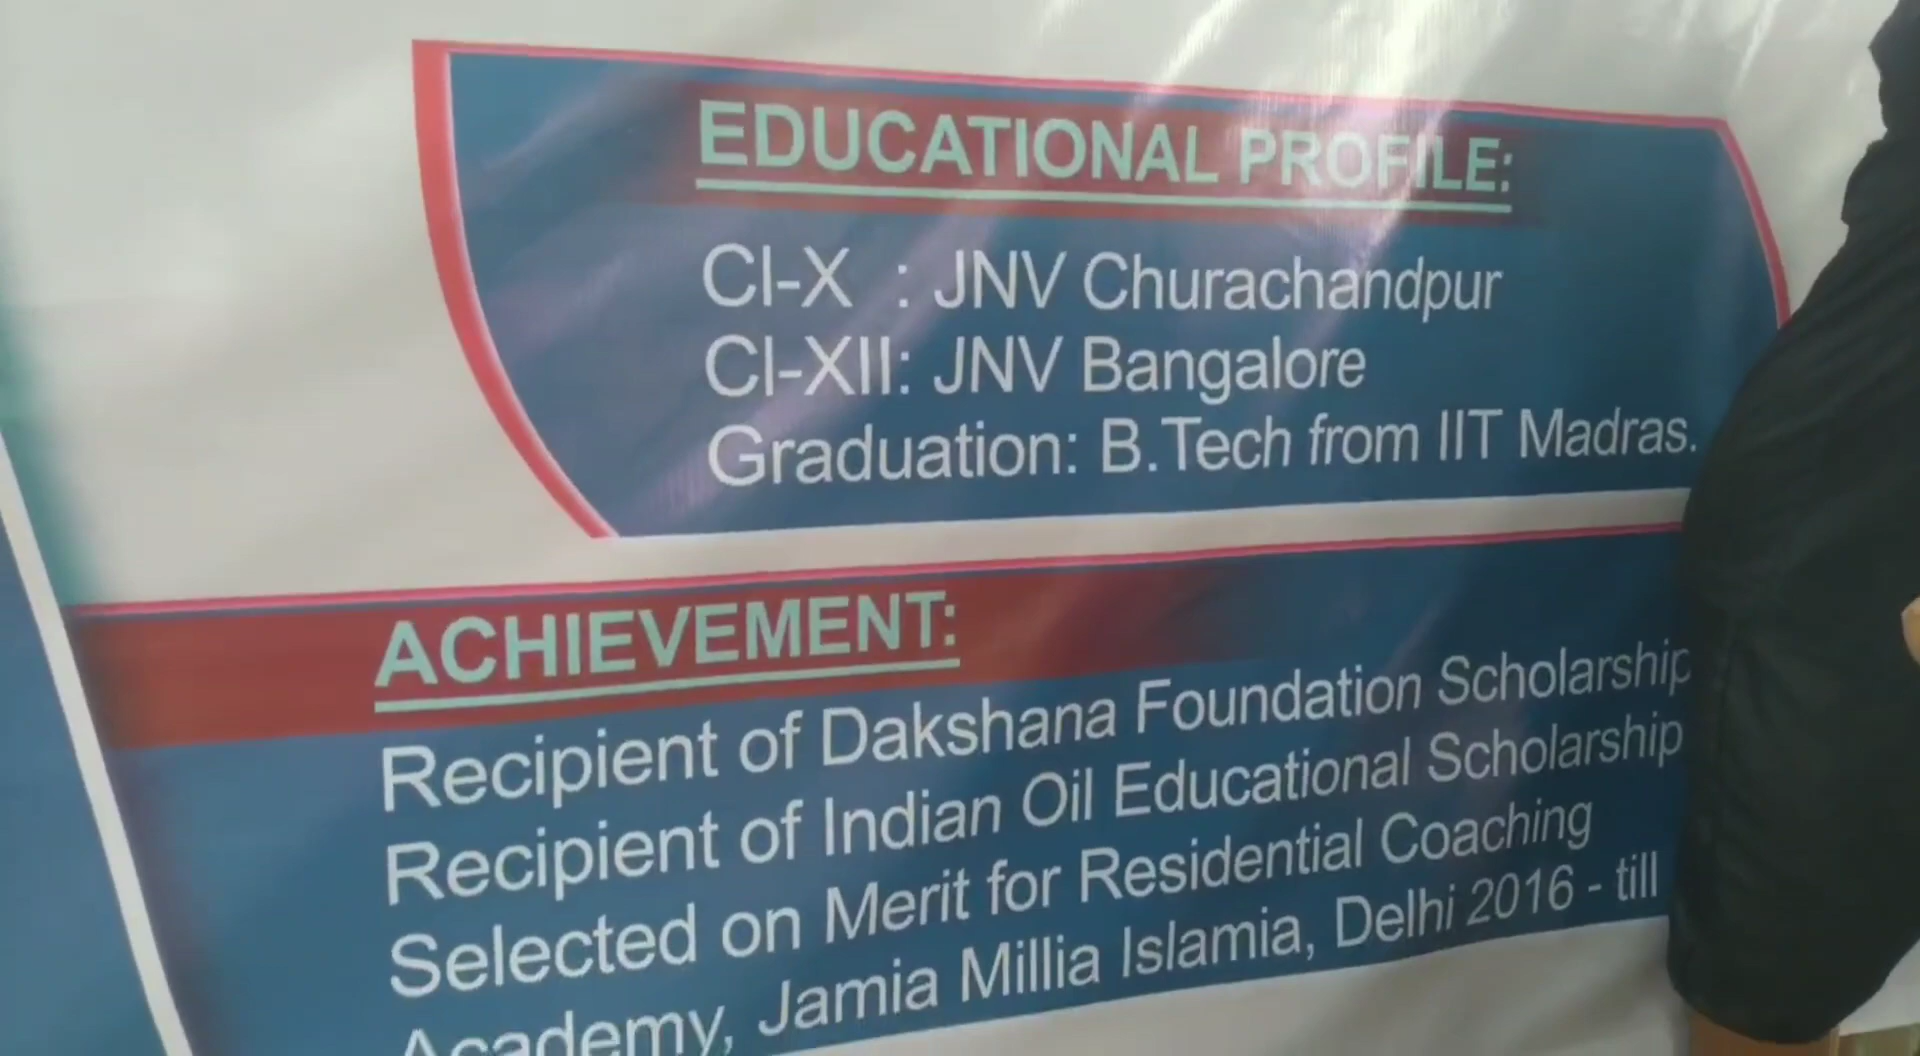 EDUCATIONAL PROFILE:
Cl-X : JNV Churachandpur
Cl-XII: JNV Bangalore
Graduation: B.Tech from IIT Madras.
ACHIEVEMENT:
Recipient of Dakshana Foundation Scholarship
Recipient of Indian Oil Educational Scholarship
Selected on Merit for Residential Coaching
Academy, Jamia Millia Islamia, Delhi 2016 - till